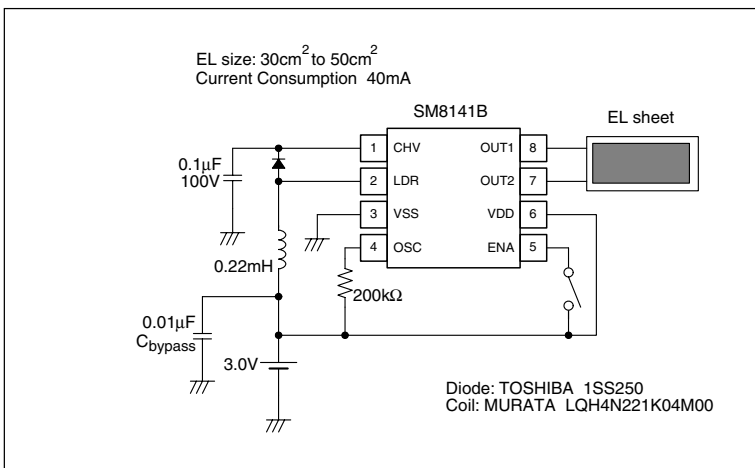 EL size: 30cm² to 50cm²
Current Consumption 40mA
SM8141B
EL sheet
1 CHV OUT1 8
0.1μF
100V
2 LDR OUT2 7
3 VSS VDD 6
4 OSC ENA 5
0.22mH
200kΩ
0.01μF
Cbypass
3.0V
Diode: TOSHIBA 1SS250
Coil: MURATA LQH4N221K04M00